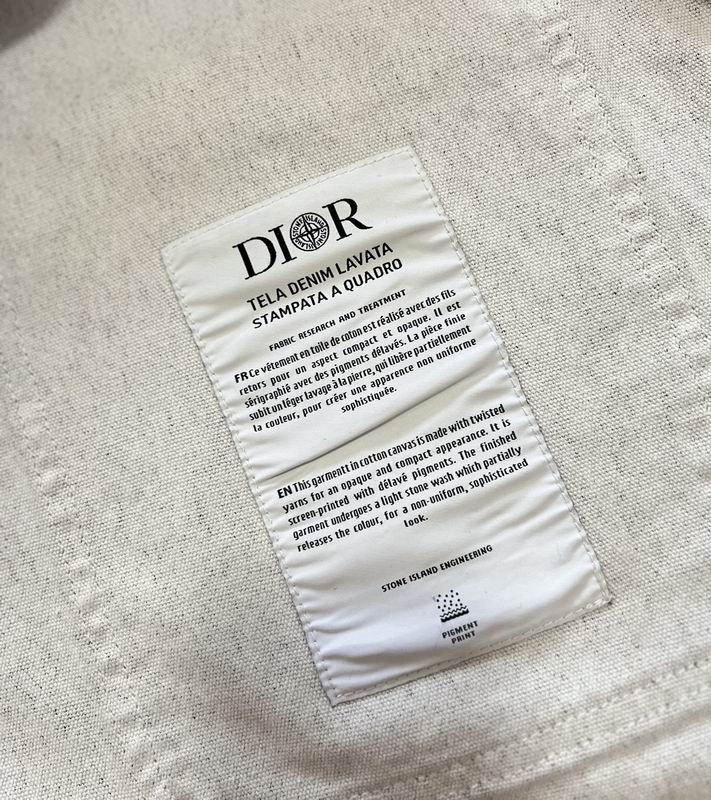 DIOR
TELA DENIM LAVATA
STAMPATA A QUADRO
FABRIC RESEARCH AND TREATMENT
FR Ce vêtement en toile de coton est réalisé avec des fils
retors pour un aspect compact et opaque. Il est
sérigraphié avec des pigments délavés. La pièce finie
subit un léger lavage à la pierre, qui libère partiellement
la couleur, pour créer une apparence non uniforme
sophistiquée.
EN This garmentt in cotton canvas is made with twisted
yarns for an opaque and compact appearance. It is
screen-printed with délavé pigments. The finished
garment undergoes a light stone wash which partially
releases the colour, for a non-uniform, sophisticated
look.
STONE ISLAND ENGINEERING
PIGMENT
PRINT